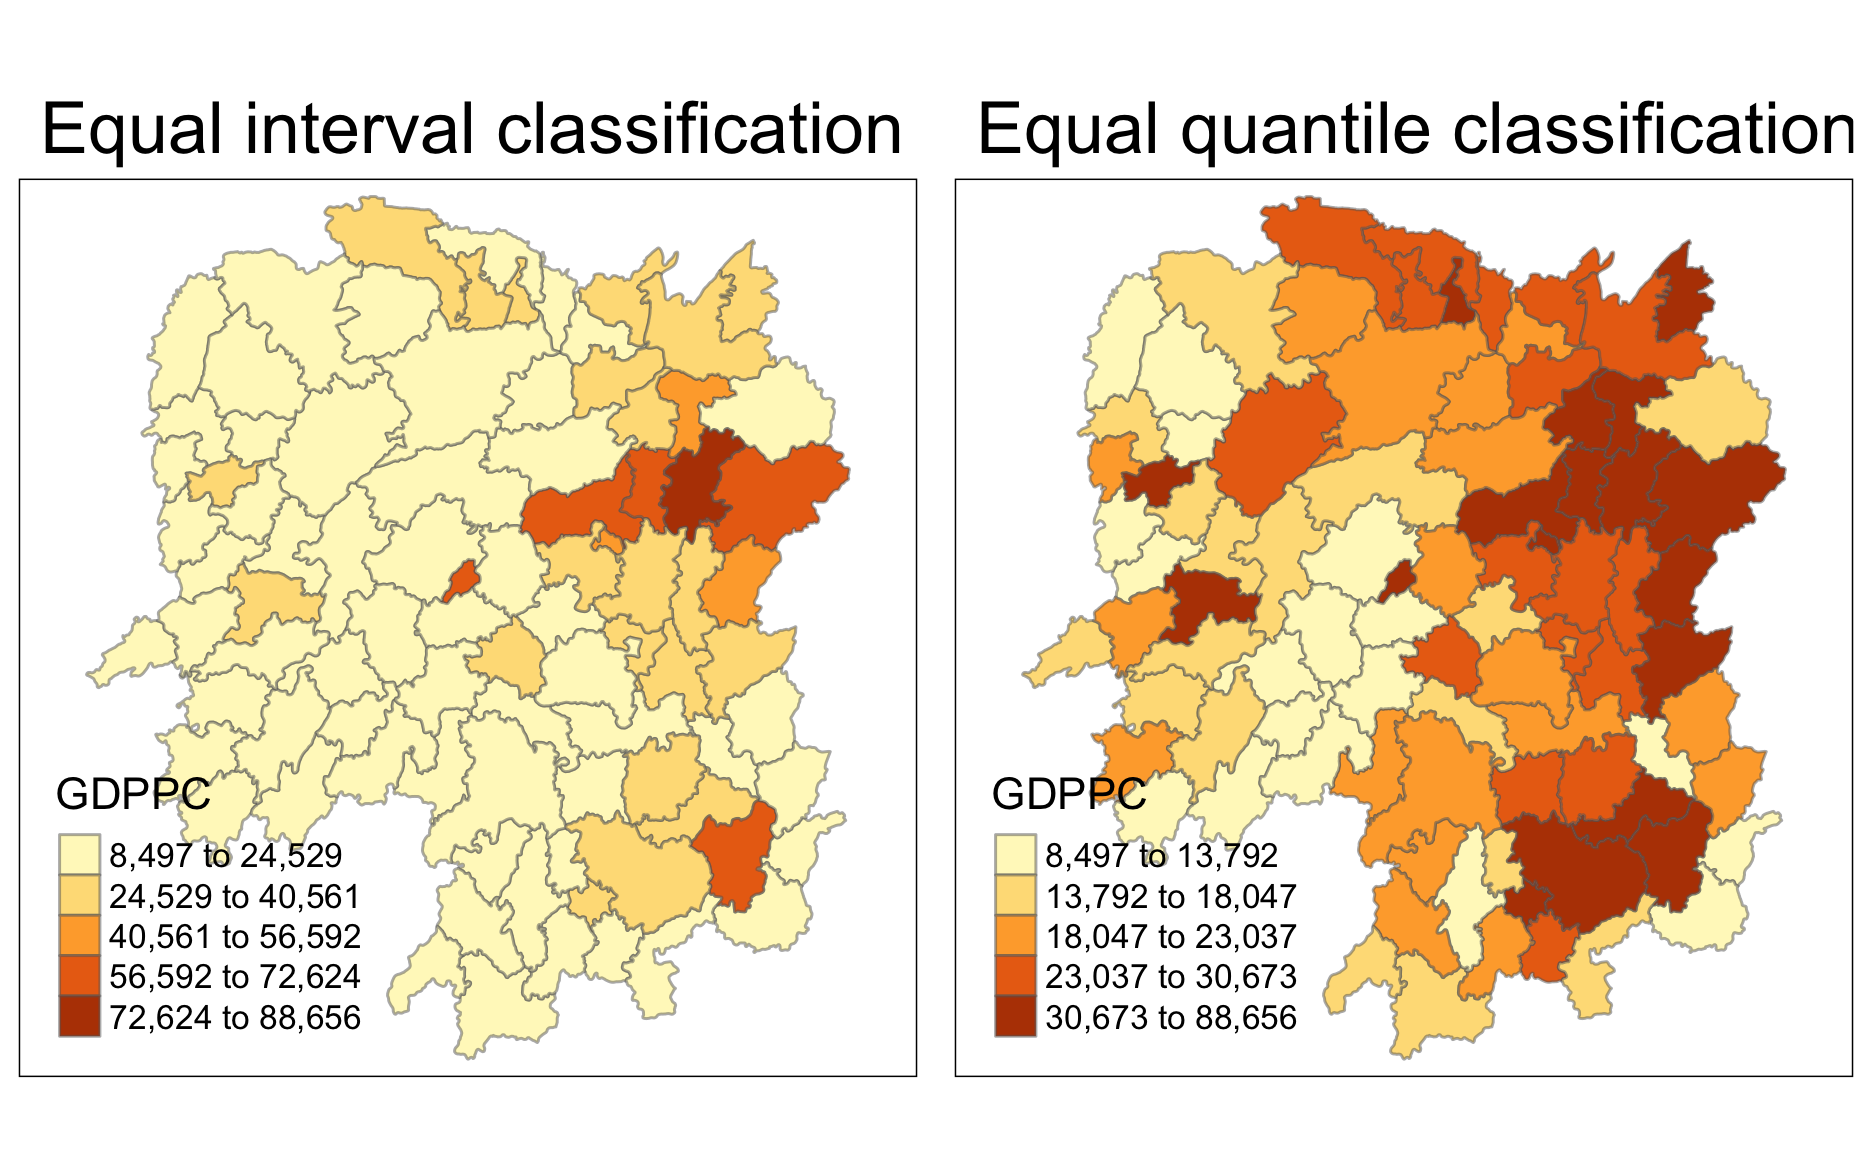 Equal interval classification
GDPPC
8,497 to 24,529
24,529 to 40,561
40,561 to 56,592
56,592 to 72,624
72,624 to 88,656
Equal quantile classification
GDPPC
8,497 to 13,792
13,792 to 18,047
18,047 to 23,037
23,037 to 30,673
30,673 to 88,656